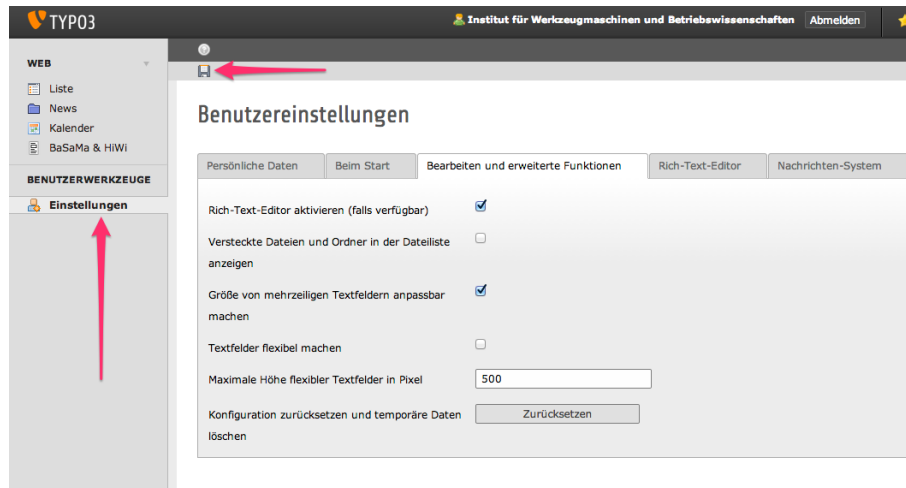 TYPO3
Institut für Werkzeugmaschinen und Betriebswissenschaften
Abmelden
WEB
Liste
News
Kalender
BaSaMa & HiWi
BENUTZERWERKZEUGE
Einstellungen
Benutzereinstellungen
Persönliche Daten
Beim Start
Bearbeiten und erweiterte Funktionen
Rich-Text-Editor
Nachrichten-System
Rich-Text-Editor aktivieren (falls verfügbar)
Versteckte Dateien und Ordner in der Dateiliste
anzeigen
Größe von mehrzeiligen Textfeldern anpassbar
machen
Textfelder flexibel machen
Maximale Höhe flexibler Textfelder in Pixel
500
Konfiguration zurücksetzen und temporäre Daten
löschen
Zurücksetzen